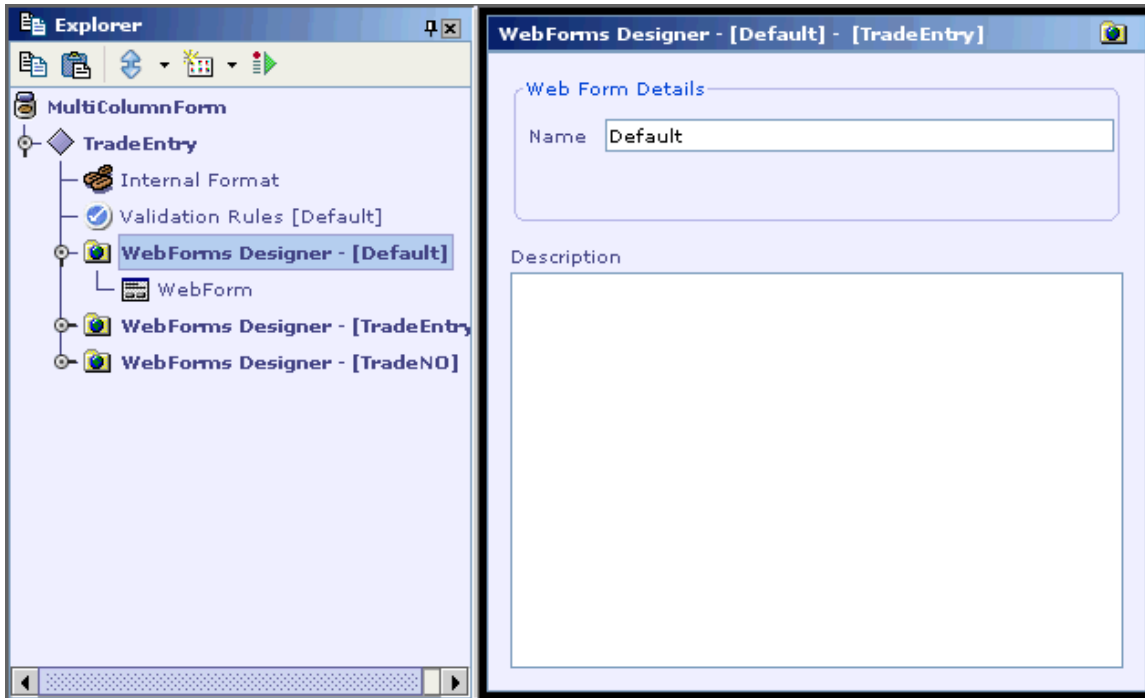 Explorer
MultiColumnForm
TradeEntry
Internal Format
Validation Rules [Default]
WebForms Designer - [Default]
WebForm
WebForms Designer - [TradeEntry
WebForms Designer - [TradeNO]
WebForms Designer - [Default] - [TradeEntry]
Web Form Details
Name Default
Description